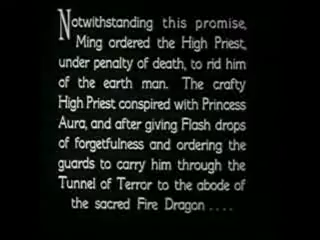 Notwithstanding this promise,
Ming ordered the High Priest,
under penalty of death, to rid him
of the earth man. The crafty
High Priest conspired with Princess
Aura, and after giving Flash drops
of forgetfulness and ordering the
guards to carry him through the
Tunnel of Terror to the abode of
the sacred Fire Dragon . . . .